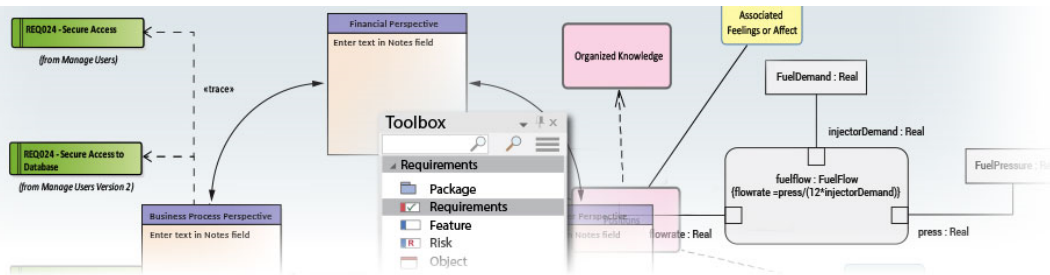 REQ024 - Secure Access
(from Manage Users)
«trace»
REQ024 - Secure Access to
Database
(from Manage Users Version 2)
Financial Perspective
Enter text in Notes field
Business Process Perspective
Enter text in Notes field
Toolbox
Requirements
Package
Requirements
Feature
Risk
Object
Organized Knowledge
Associated
Feelings or Affect
Perspective
Notes field
flowrate : Real
FuelDemand : Real
injectorDemand : Real
fuelflow : FuelFlow
{flowrate =press/(12*injectorDemand)}
FuelPressure :
press : Real